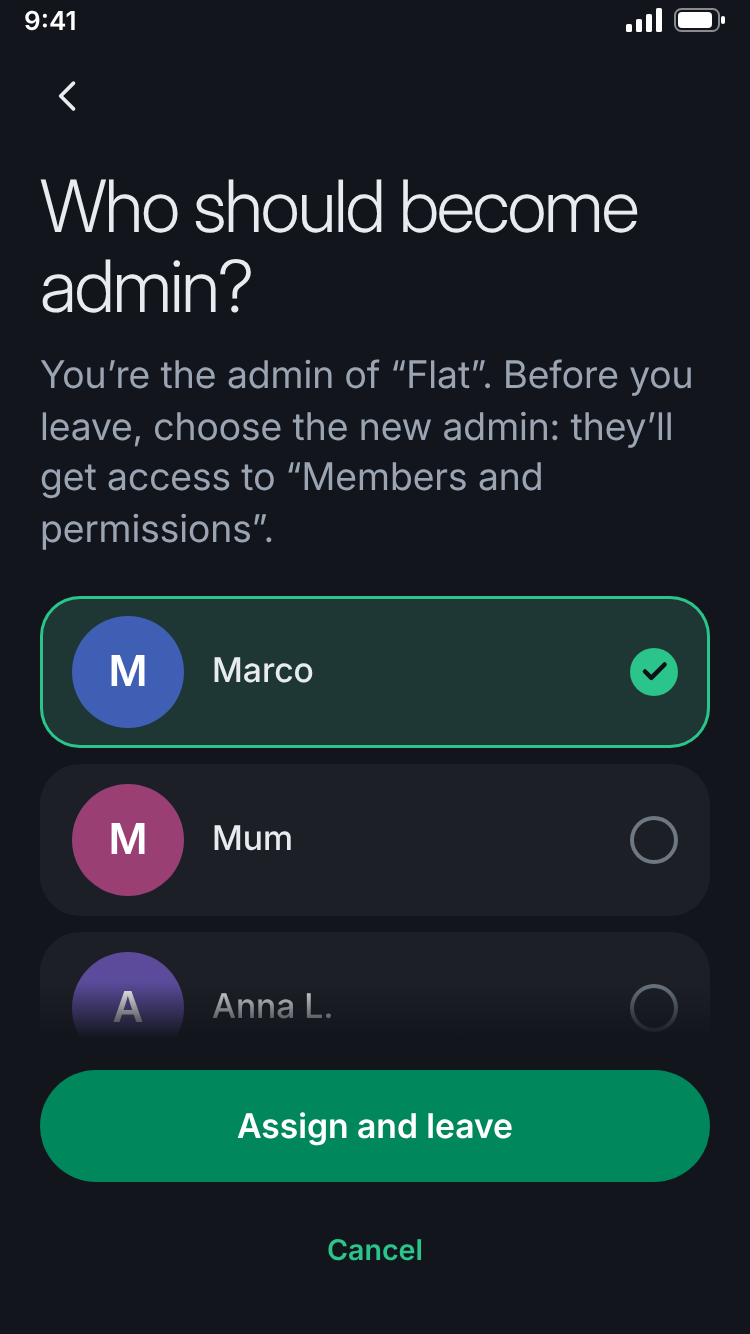 9:41
Who should become
admin?
You’re the admin of “Flat”. Before you
leave, choose the new admin: they’ll
get access to “Members and
permissions”.
M Marco
M Mum
A Anna L.
Assign and leave
Cancel